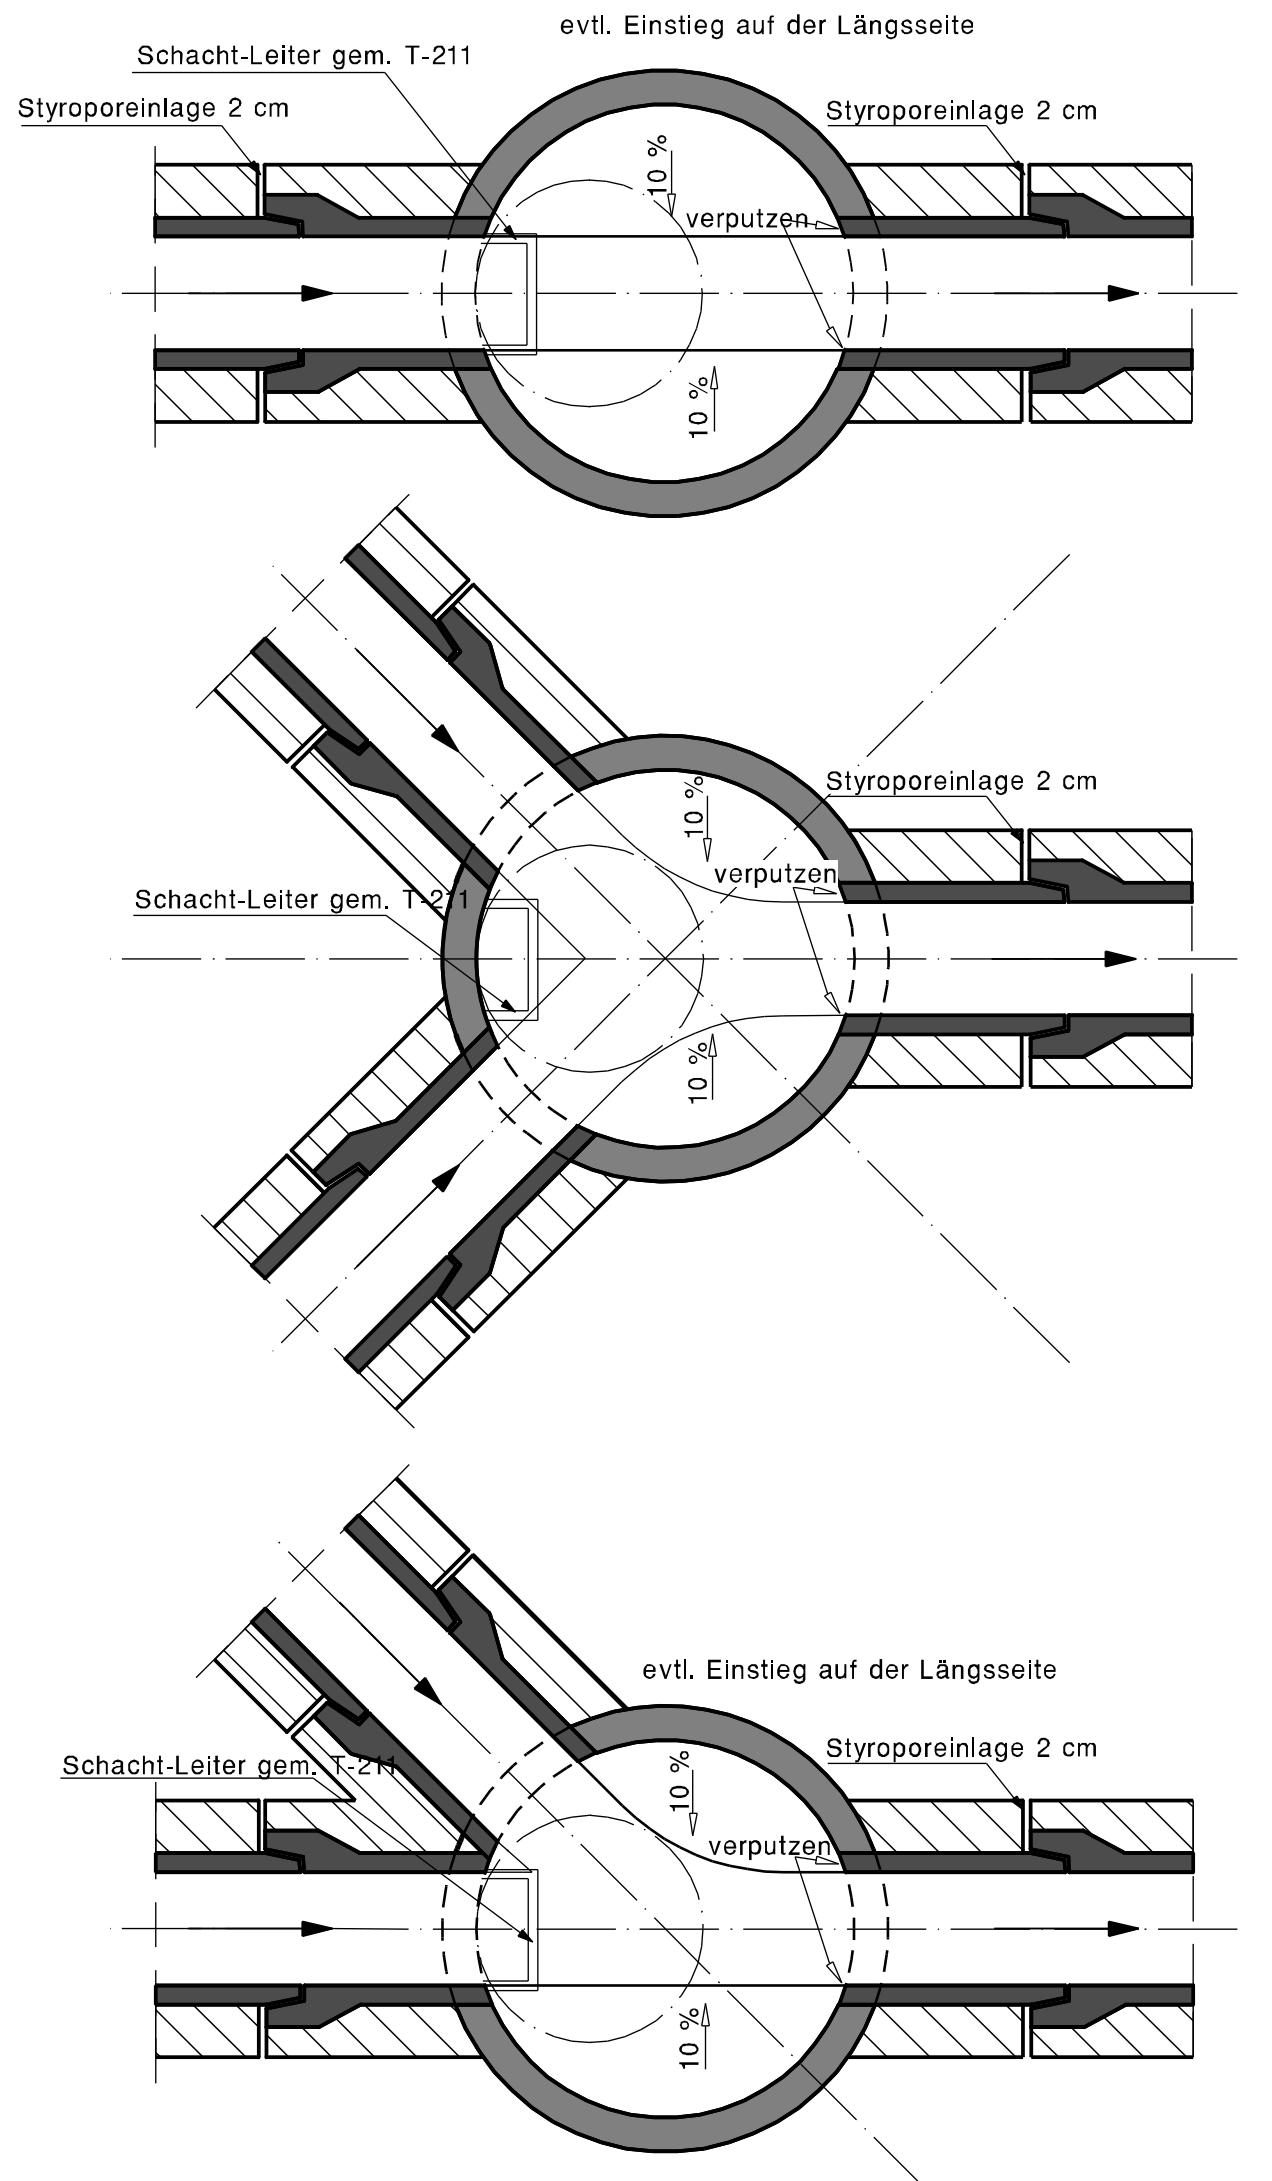 evtl. Einstieg auf der Längsseite
Schacht-Leiter gem. T-211
Styroporeinlage 2 cm
Styroporeinlage 2 cm
10 %
verputzen
10 %
Styroporeinlage 2 cm
10 %
verputzen
Schacht-Leiter gem. T-211
10 %
evtl. Einstieg auf der Längsseite
Styroporeinlage 2 cm
Schacht-Leiter gem. T-211
10 %
verputzen
10 %